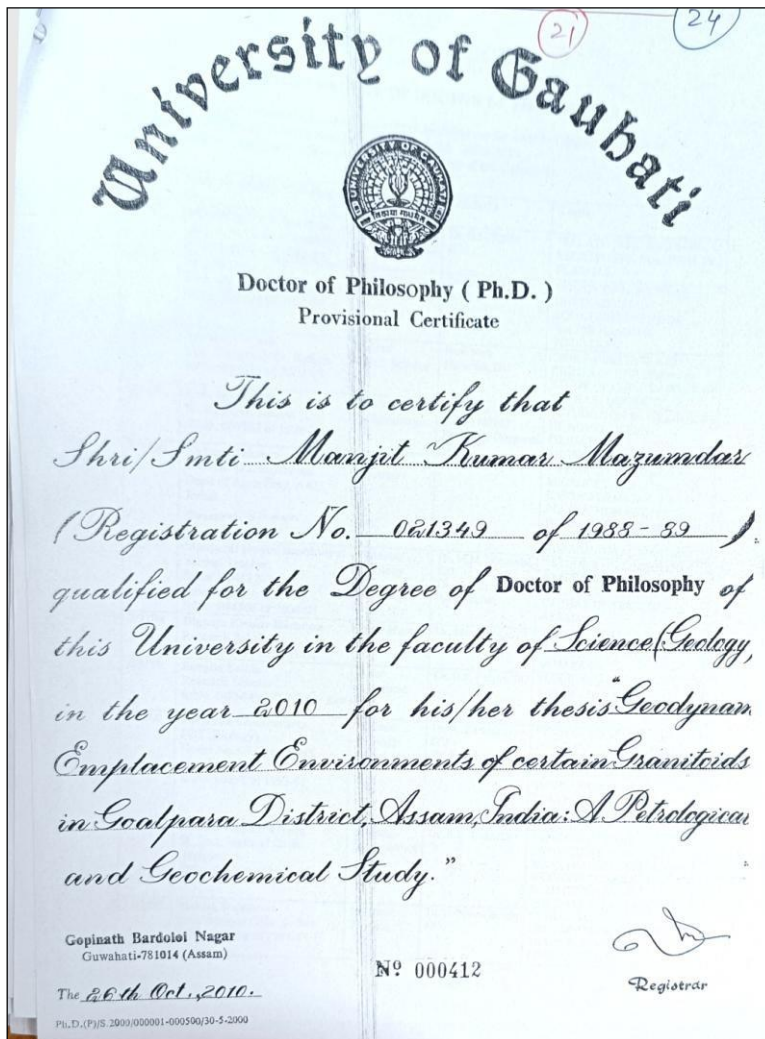 21
24
University of Gauhati
UNIVERSITY OF GAUHATI
Doctor of Philosophy ( Ph.D. )
Provisional Certificate
This is to certify that
Shri/Smti Manjit Kumar Mazumdar
(Registration No. 021349 of 1988-89 ).
qualified for the Degree of Doctor of Philosophy of
this University in the faculty of Science(Geology,
in the year 2010 for his/her thesis "Geodynam
Emplacement Environments of certain Granitoids
in Goalpara District, Assam, India: A Petrological
and Geochemical Study."
Gopinath Bardoloi Nagar
Guwahati-781014 (Assam)
Nº 000412
The 26th Oct., 2010.
Registrar
Ph.D.(P)/S.2000/000001-000500/30-5-2000